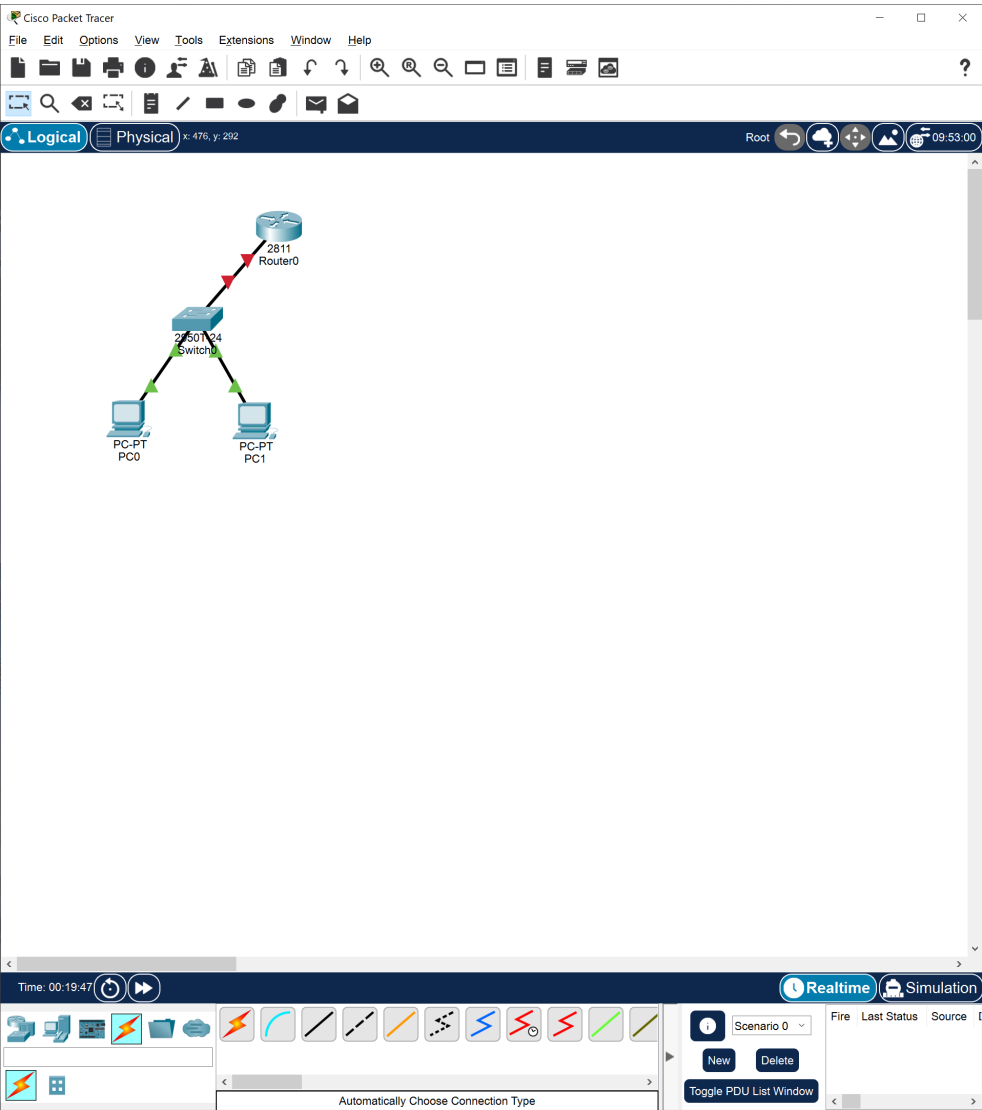 Cisco Packet Tracer
File Edit Options View Tools Extensions Window Help
?
Logical Physical x: 476, y: 292 Root 09:53:00
2811
Router0
2950T-24
Switch0
PC-PT
PC0
PC-PT
PC1
Time: 00:19:47 Realtime Simulation
Scenario 0
New Delete
Toggle PDU List Window
Fire Last Status Source D
Automatically Choose Connection Type